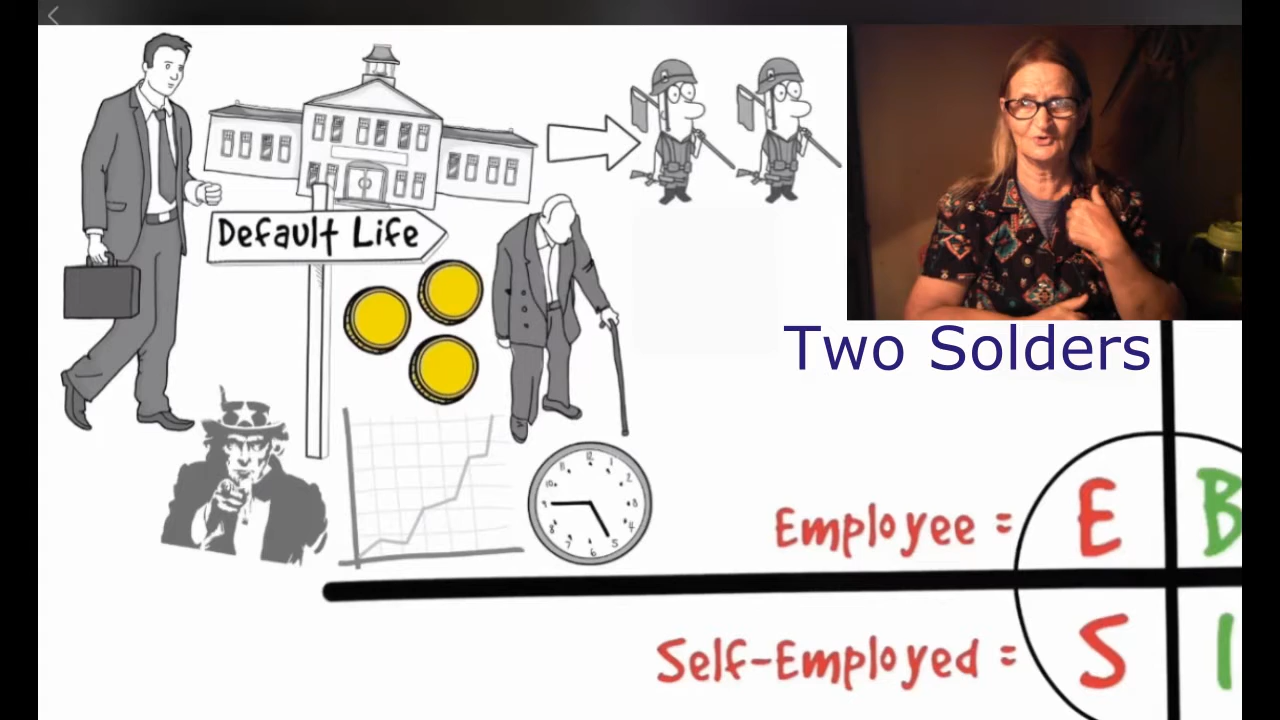 Default Life
Two Solders
Employee = E B
Self-Employed = S I